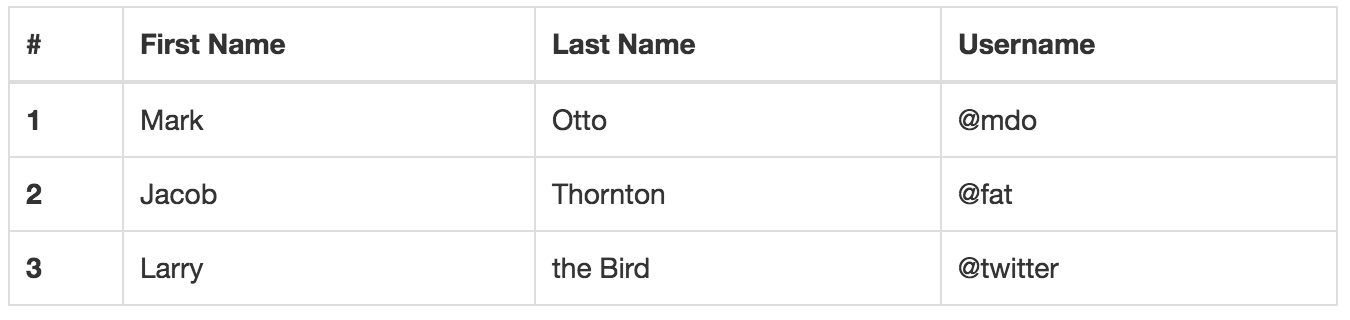 # First Name Last Name Username
1 Mark Otto @mdo
2 Jacob Thornton @fat
3 Larry the Bird @twitter